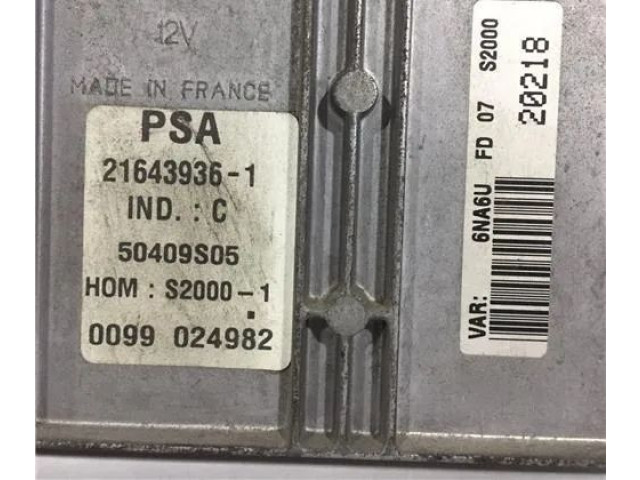 12V
MADE IN FRANCE
PSA
21643936-1
IND. : C
50409S05
HOM : S2000-1
0099 024982
VAR: 6NA6U FD 07 S2000
20218